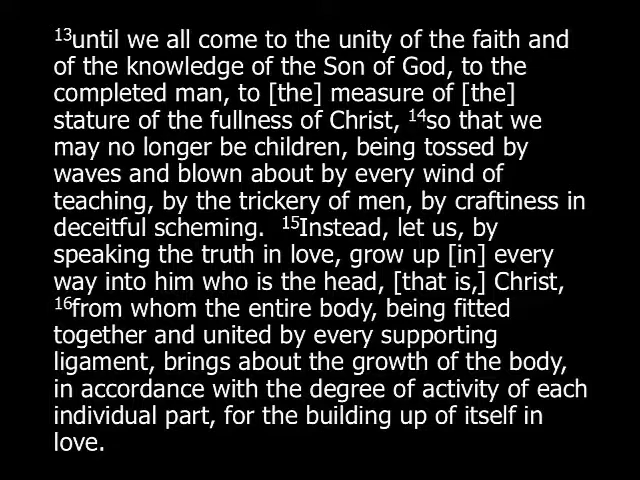 ¹³until we all come to the unity of the faith and
of the knowledge of the Son of God, to the
completed man, to [the] measure of [the]
stature of the fullness of Christ, ¹⁴so that we
may no longer be children, being tossed by
waves and blown about by every wind of
teaching, by the trickery of men, by craftiness in
deceitful scheming.  ¹⁵Instead, let us, by
speaking the truth in love, grow up [in] every
way into him who is the head, [that is,] Christ,
¹⁶from whom the entire body, being fitted
together and united by every supporting
ligament, brings about the growth of the body,
in accordance with the degree of activity of each
individual part, for the building up of itself in
love.